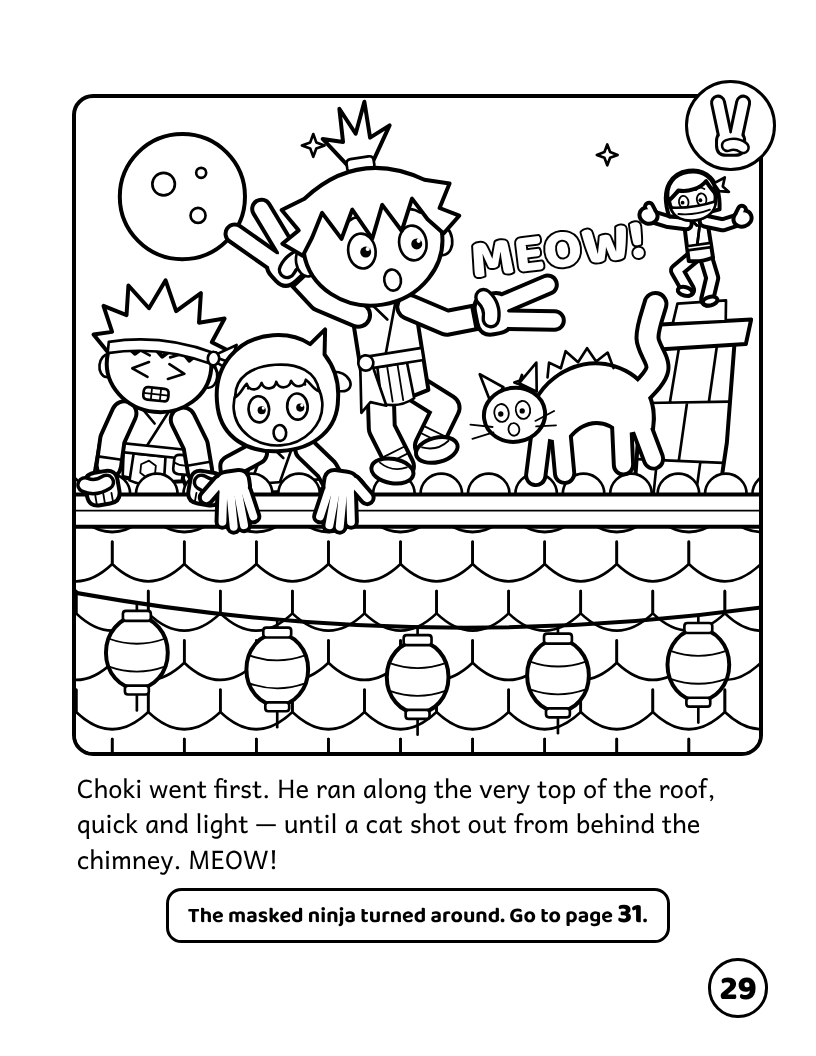 MEOW!
Choki went first. He ran along the very top of the roof,
quick and light — until a cat shot out from behind the
chimney. MEOW!
The masked ninja turned around. Go to page 31.
29